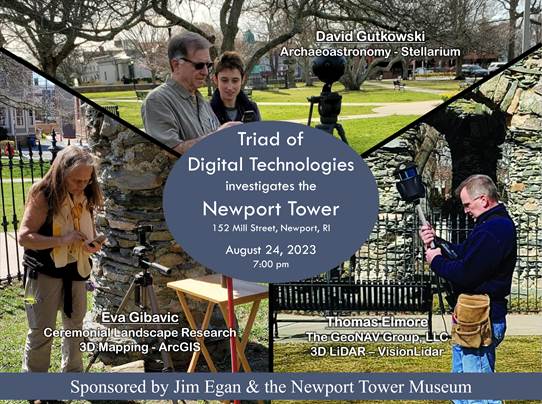 David Gutkowski
Archaeoastronomy - Stellarium
Triad of
Digital Technologies
investigates the
Newport Tower
152 Mill Street, Newport, RI
August 24, 2023
7:00 pm
Eva Gibavic
Ceremonial Landscape Research
3D Mapping - ArcGIS
Thomas Elmore
The GeoNAV Group, LLC
3D LiDAR – VisionLidar
Sponsored by Jim Egan & the Newport Tower Museum